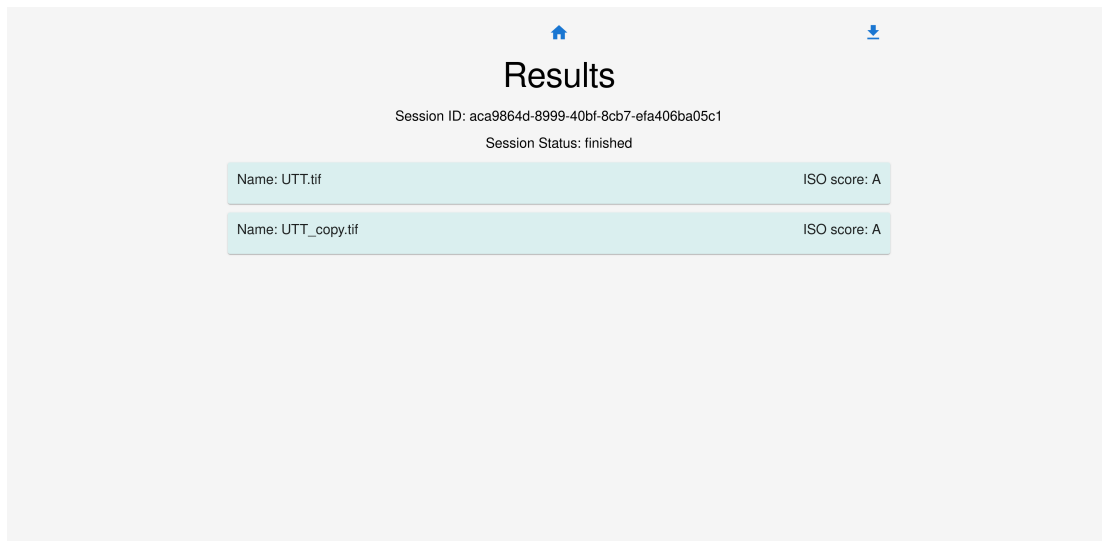 Results
Session ID: aca9864d-8999-40bf-8cb7-efa406ba05c1
Session Status: finished
Name: UTT.tif ISO score: A
Name: UTT_copy.tif ISO score: A